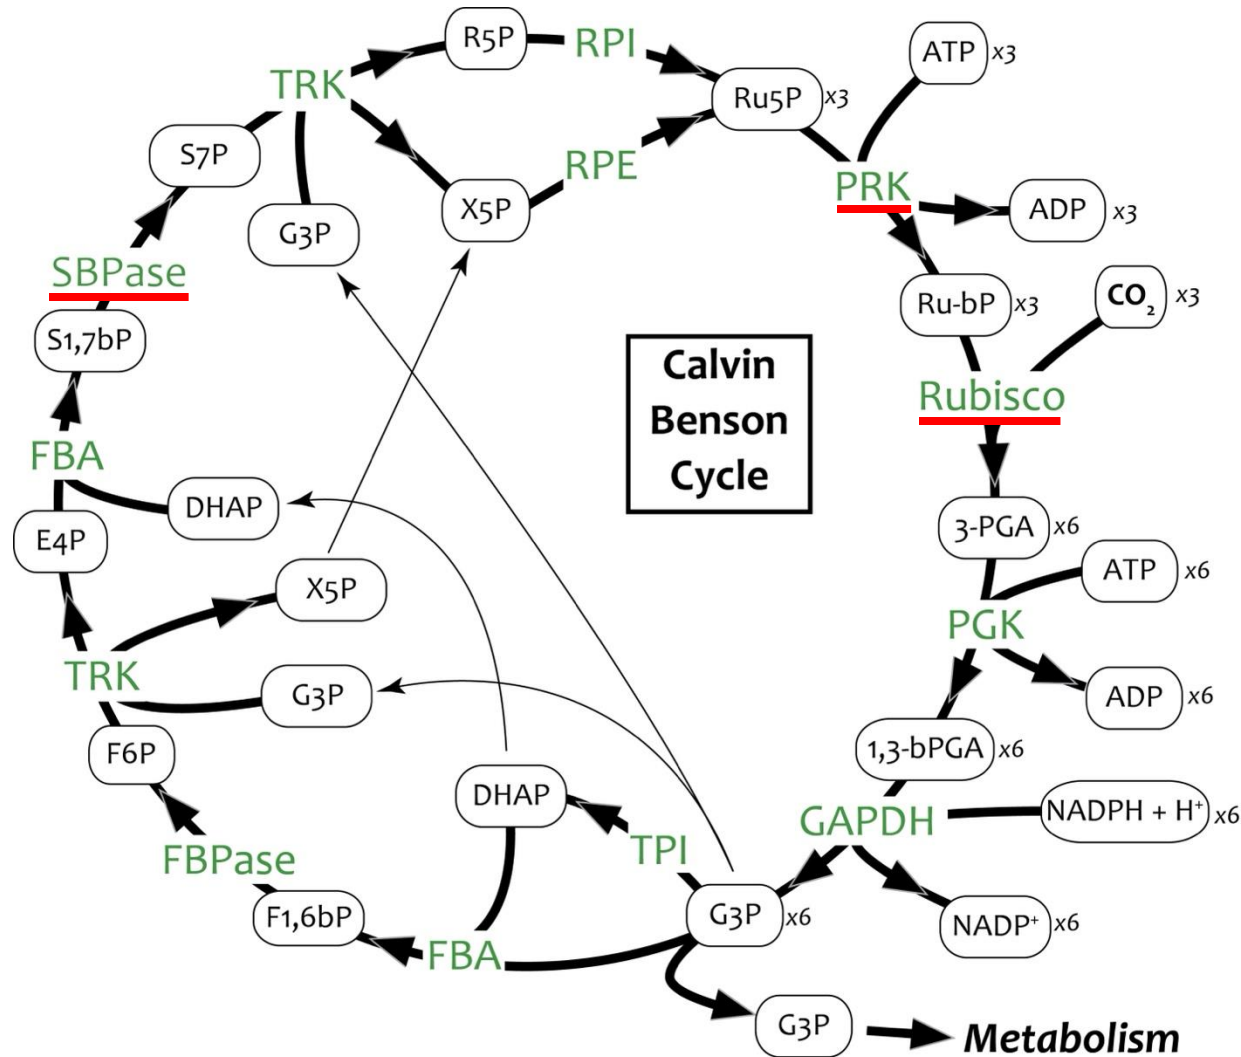 R5P
RPI
ATP x3
TRK
Ru5P x3
S7P
RPE
PRK
X5P
G3P
ADP x3
SBPase
Ru-bP x3
CO₂ x3
S1,7bP
Calvin
Benson
Cycle
Rubisco
FBA
DHAP
3-PGA x6
E4P
ATP x6
X5P
PGK
TRK
G3P
ADP x6
F6P
1,3-bPGA x6
DHAP
GAPDH
NADPH + H⁺ x6
TPI
FBPase
F1,6bP
G3P x6
NADP⁺ x6
FBA
G3P
Metabolism